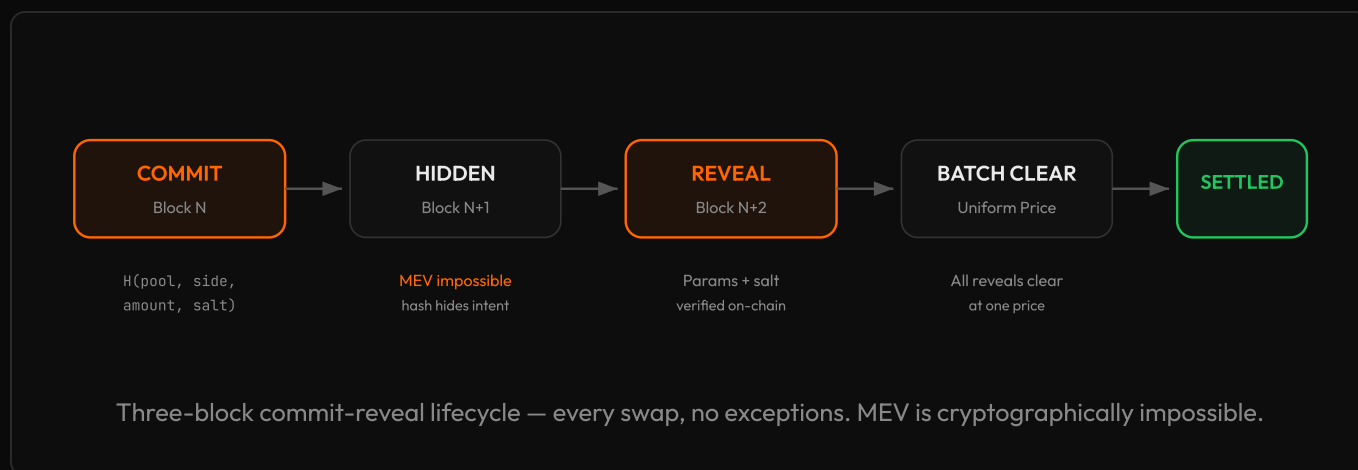 COMMIT
Block N
HIDDEN
Block N+1
REVEAL
Block N+2
BATCH CLEAR
Uniform Price
SETTLED
H(pool, side,
amount, salt)
MEV impossible
hash hides intent
Params + salt
verified on-chain
All reveals clear
at one price
Three-block commit-reveal lifecycle — every swap, no exceptions. MEV is cryptographically impossible.